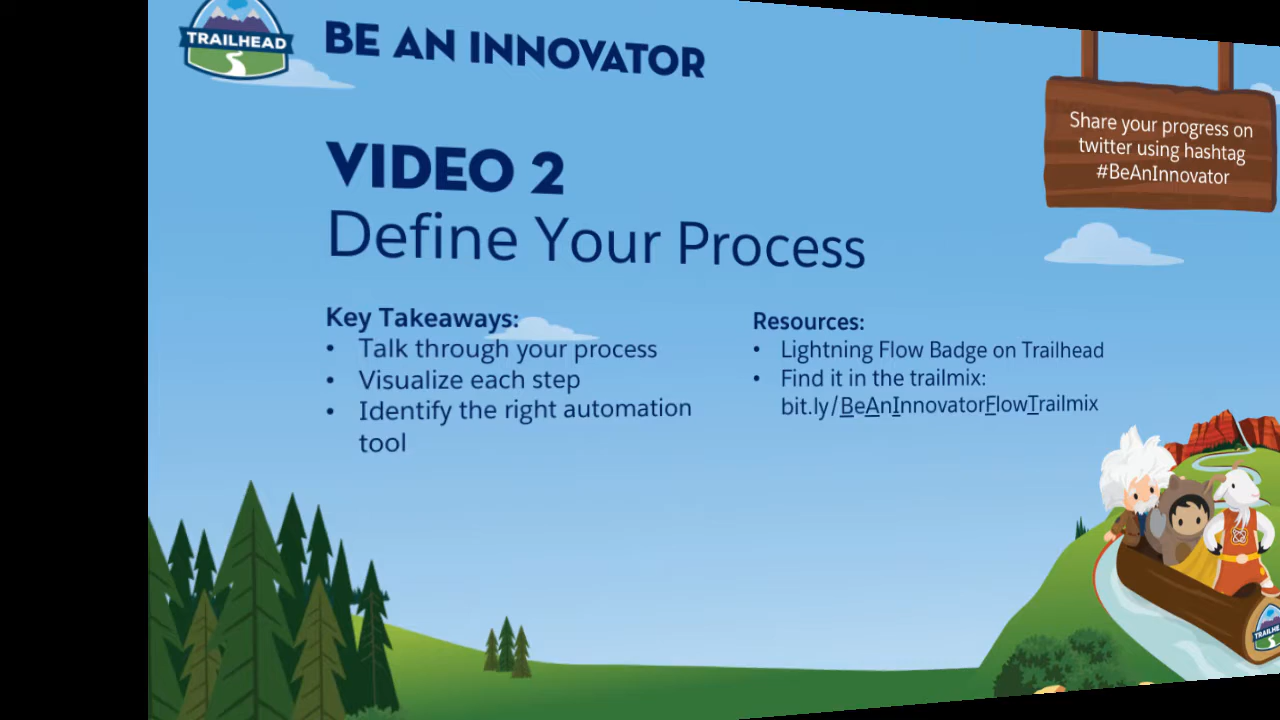 TRAILHEAD
BE AN INNOVATOR
Share your progress on
twitter using hashtag
#BeAnInnovator
VIDEO 2
Define Your Process
Key Takeaways:
• Talk through your process
• Visualize each step
• Identify the right automation
tool
Resources:
• Lightning Flow Badge on Trailhead
• Find it in the trailmix:
bit.ly/BeAnInnovatorFlowTrailmix